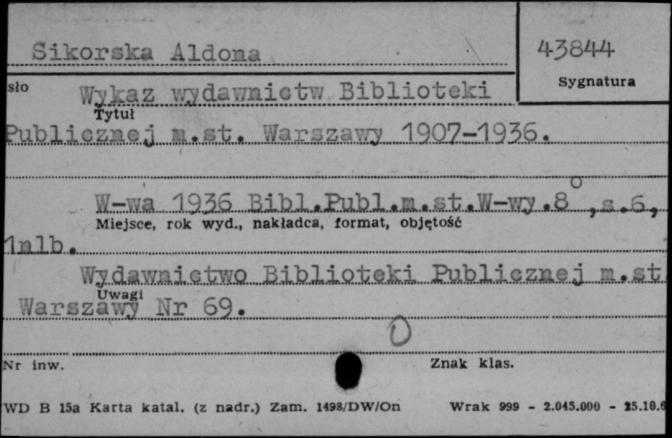 Sikorska Aldona
43844
Sygnatura
sło
Wykaz wydawnictw Biblioteki
Tytuł
Publicznej m.st. Warszawy 1907-1936.
W-wa 1936 Bibl.Publ.m.st.W-wy.8°,s.6,
Miejsce, rok wyd., nakładca, format, objętość
1nlb.
Wydawnictwo Biblioteki Publicznej m.st
Uwagi
Warszawy Nr 69.
O
Nr inw.
Znak klas.
WD B 15a Karta katal. (z nadr.) Zam. 1498/DW/On Wrak 999 - 2.045.000 - 25.10.6